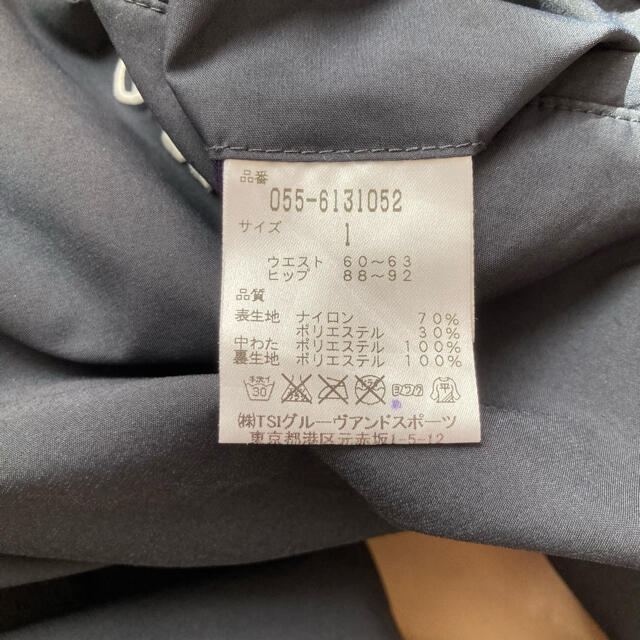 品番
055-6131052
サイズ 1
ウエスト 60～63
ヒップ 88～92
品質
表生地 ナイロン 70%
ポリエステル 30%
中わた ポリエステル 100%
裏生地 ポリエステル 100%
手洗イ 30
㈱TSIグルーヴアンドスポーツ
東京都港区元赤坂1-5-12